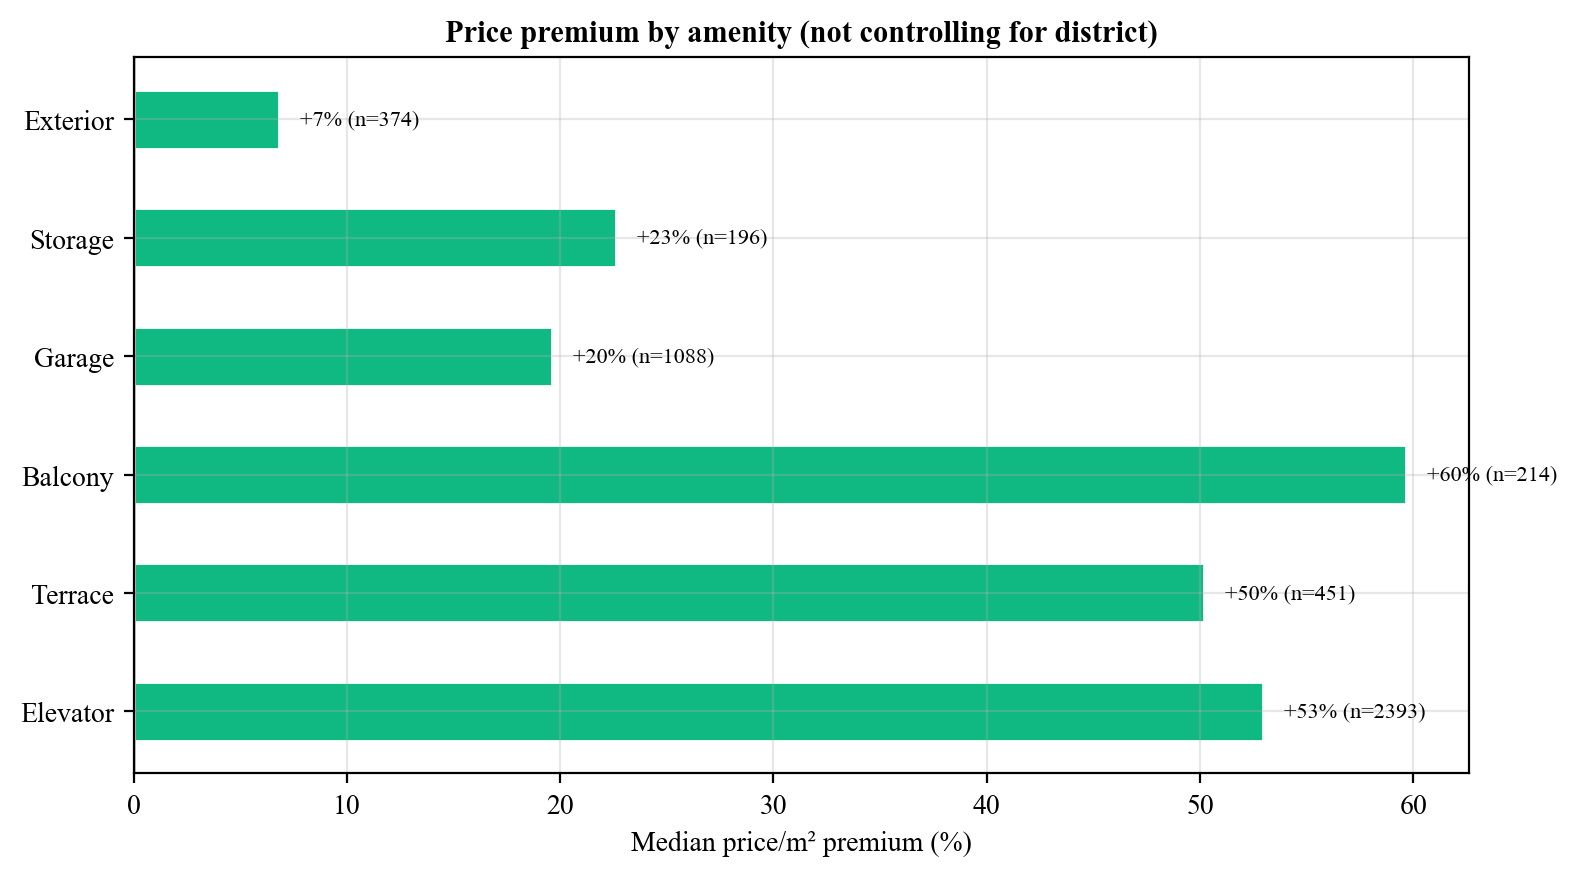 Price premium by amenity (not controlling for district)
Exterior
+7% (n=374)
Storage
+23% (n=196)
Garage
+20% (n=1088)
Balcony
+60% (n=214)
Terrace
+50% (n=451)
Elevator
+53% (n=2393)
0 10 20 30 40 50 60
Median price/m² premium (%)